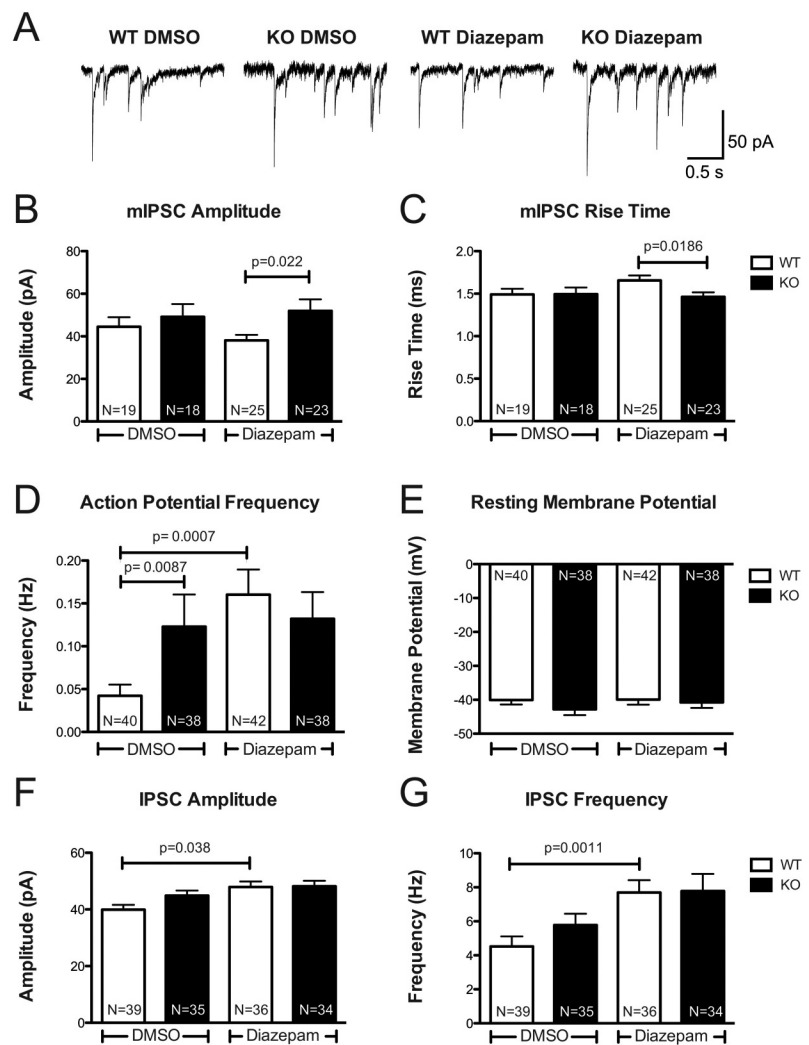 A
WT DMSO KO DMSO WT Diazepam KO Diazepam
50 pA
0.5 s
B mIPSC Amplitude
Amplitude (pA)
80
60
40
20
0
p=0.022
N=19 N=18 N=25 N=23
DMSO Diazepam
C mIPSC Rise Time
Rise Time (ms)
2.0
1.5
1.0
0.5
0.0
p=0.0186
N=19 N=18 N=25 N=23
DMSO Diazepam
WT
KO
D Action Potential Frequency
Frequency (Hz)
0.20
0.15
0.10
0.05
0.00
p= 0.0007
p= 0.0087
N=40 N=38 N=42 N=38
DMSO Diazepam
E Resting Membrane Potential
Membrane Potential (mV)
0
-10
-20
-30
-40
-50
N=40 N=38 N=42 N=38
DMSO Diazepam
WT
KO
F IPSC Amplitude
Amplitude (pA)
60
40
20
0
p=0.038
N=39 N=35 N=36 N=34
DMSO Diazepam
G IPSC Frequency
Frequency (Hz)
10
8
6
4
2
0
p=0.0011
N=39 N=35 N=36 N=34
DMSO Diazepam
WT
KO